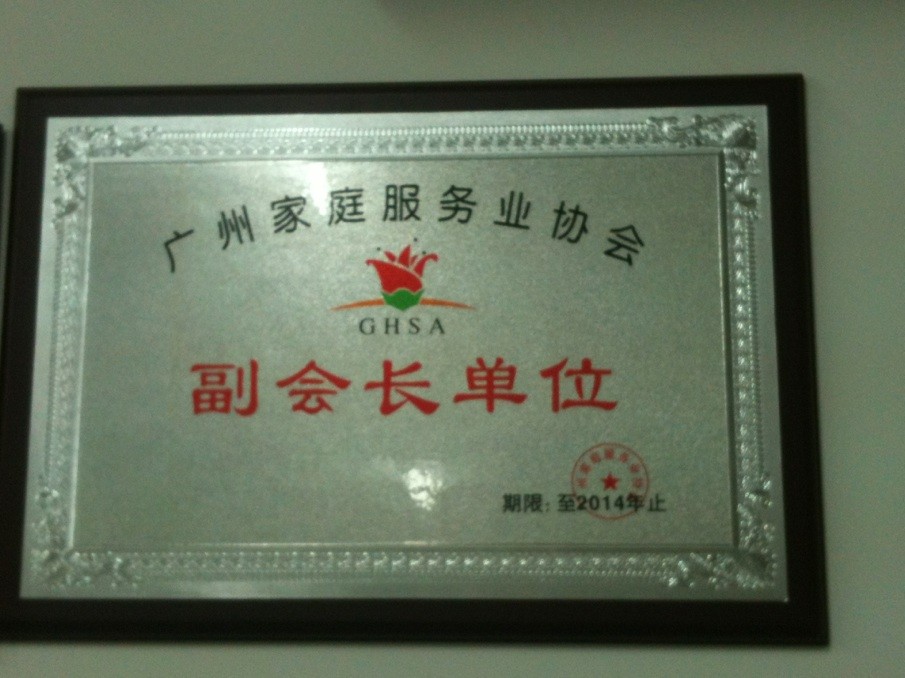 广州家庭服务业协会
GHSA
副会长单位
期限：至2014年止